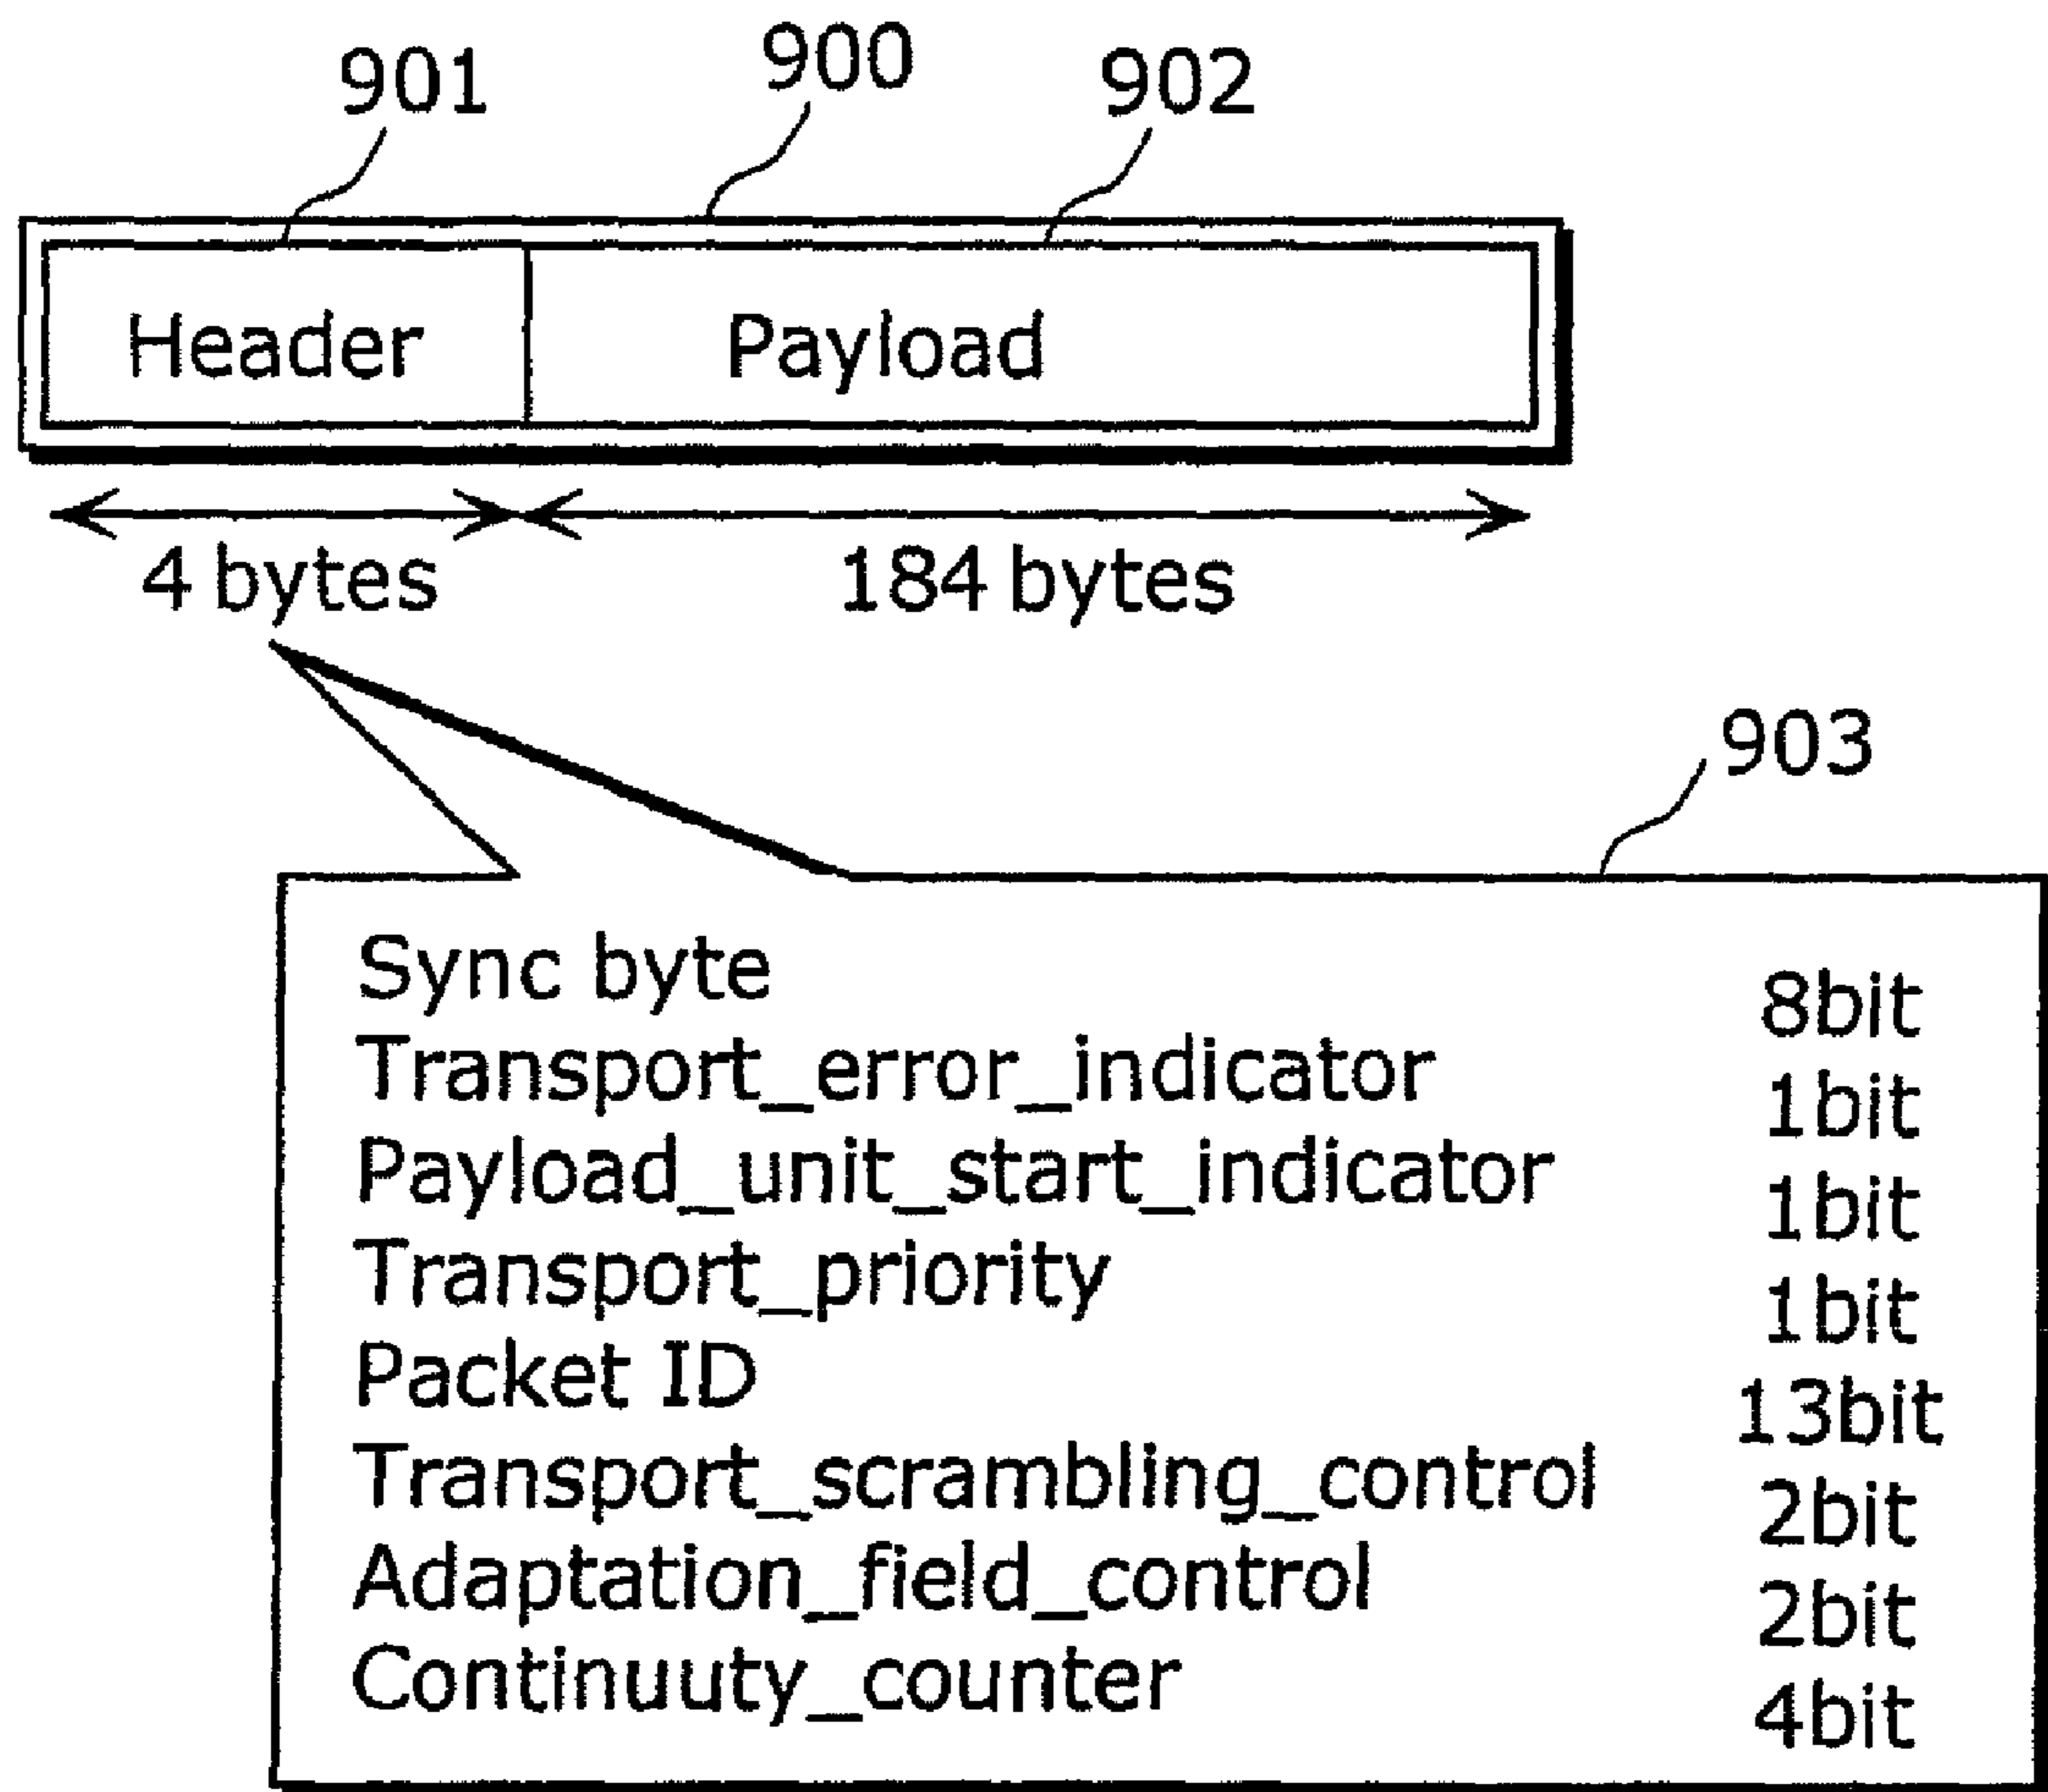 901 900 902
Header Payload
4 bytes 184 bytes
903
Sync byte 8bit
Transport_error_indicator 1bit
Payload_unit_start_indicator 1bit
Transport_priority 1bit
Packet ID 13bit
Transport_scrambling_control 2bit
Adaptation_field_control 2bit
Continuuty_counter 4bit